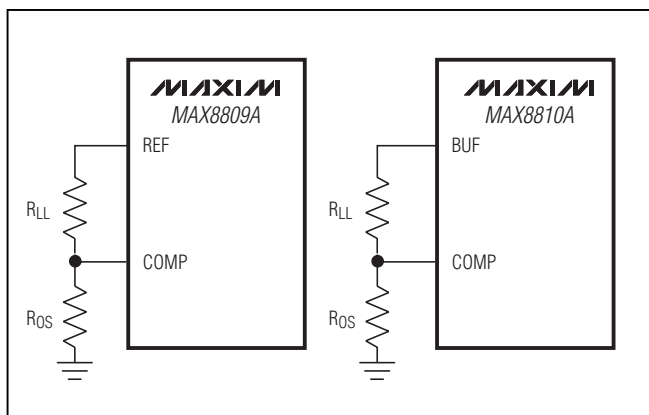 MAXIM
MAX8809A
REF
RLL
COMP
ROS
MAXIM
MAX8810A
BUF
RLL
COMP
ROS